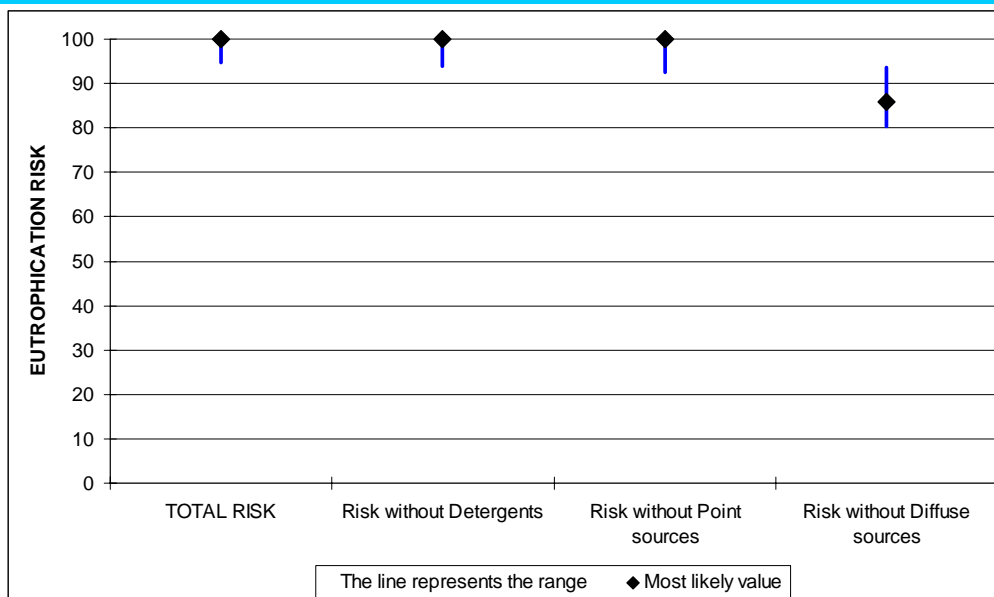 EUTROPHICATION RISK
100
90
80
70
60
50
40
30
20
10
0
TOTAL RISK
Risk without Detergents
Risk without Point
sources
Risk without Diffuse
sources
The line represents the range
Most likely value